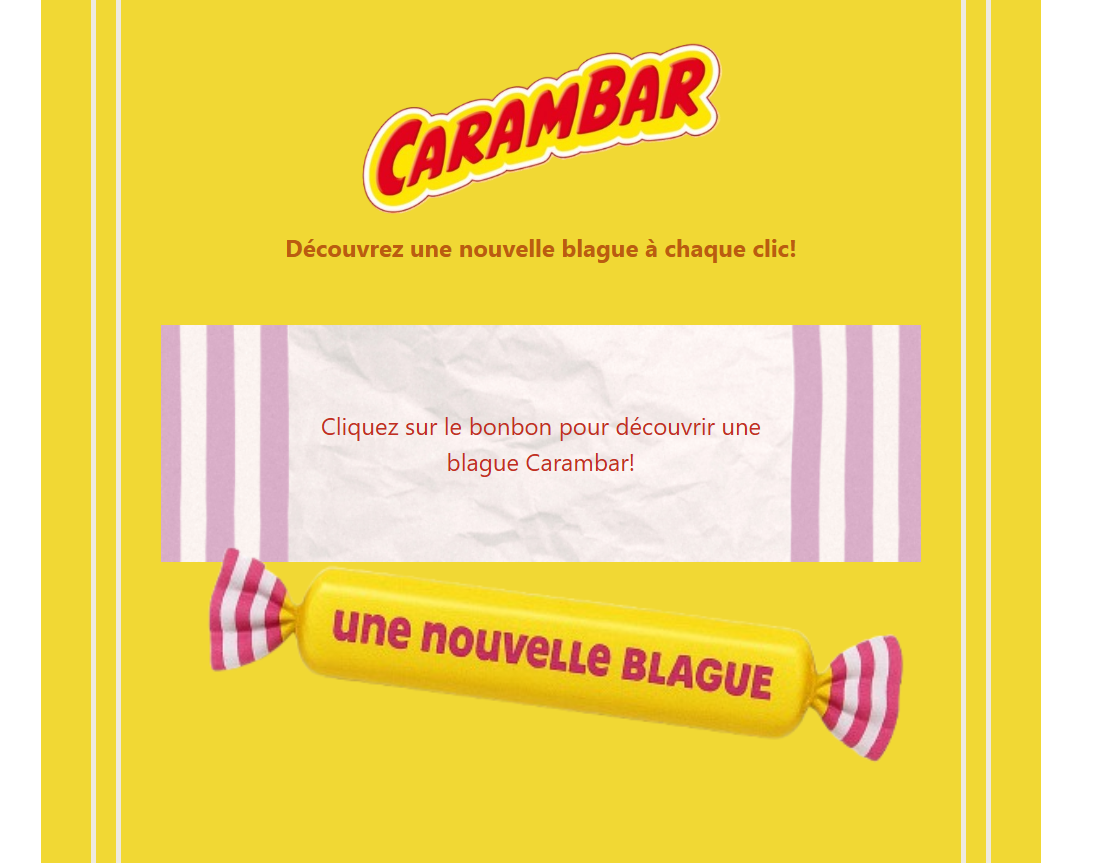 CARAMBAR
Découvrez une nouvelle blague à chaque clic!
Cliquez sur le bonbon pour découvrir une
blague Carambar!
une nouvelle BLAGUE